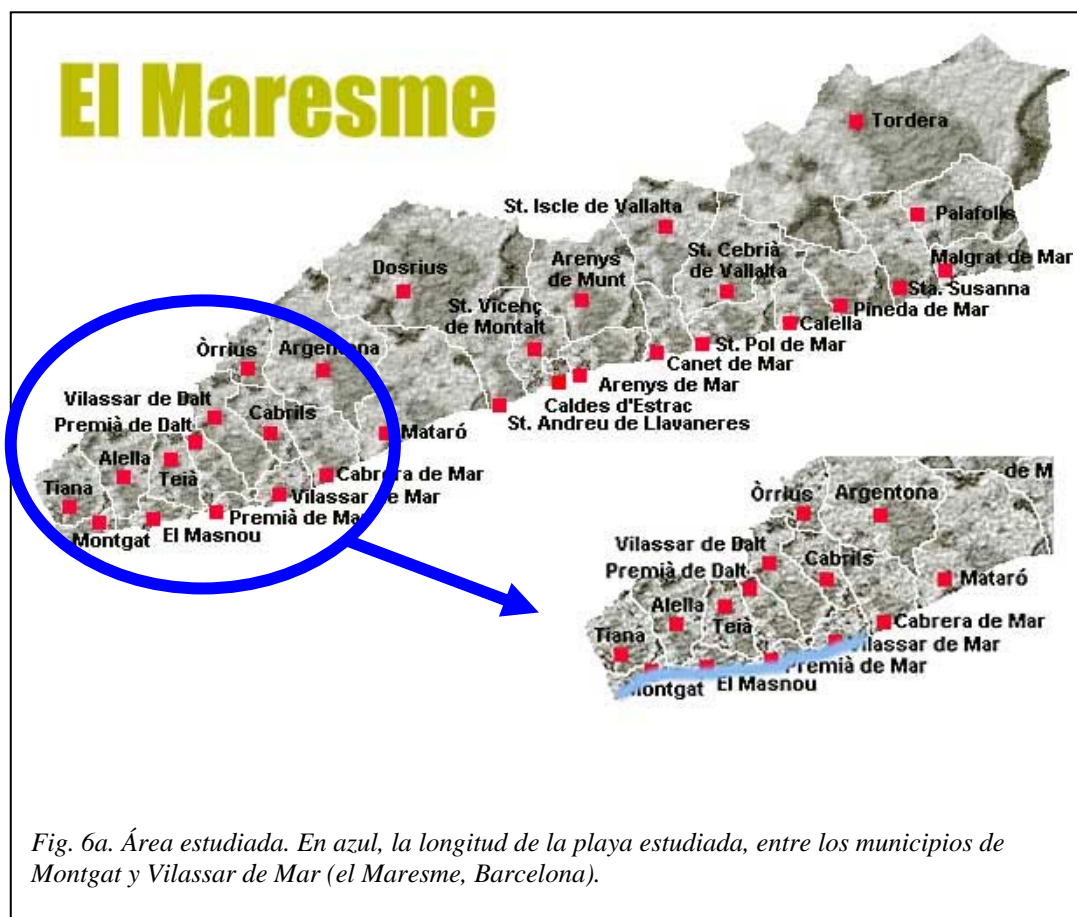 El Maresme
Tordera
Palafolls
St. Iscle de Vallalta
Malgrat de Mar
St. Cebrià
de Vallalta
Arenys
de Munt
Dosrius
Sta. Susanna
Pineda de Mar
St. Vicenç
de Montalt
Calella
St. Pol de Mar
Canet de Mar
Òrrius
Argentona
Arenys de Mar
Caldes d'Estrac
St. Andreu de Llavaneres
Vilassar de Dalt
Premià de Dalt
Cabrils
Mataró
Alella
Teià
Cabrera de Mar
Tiana
Vilassar de Mar
Premià de Mar
El Masnou
Montgat
de M
Òrrius
Argentona
Vilassar de Dalt
Premià de Dalt
Cabrils
Mataró
Alella
Teià
Cabrera de Mar
Tiana
Vilassar de Mar
Premià de Mar
El Masnou
Montgat
Fig. 6a. Área estudiada. En azul, la longitud de la playa estudiada, entre los municipios de
Montgat y Vilassar de Mar (el Maresme, Barcelona).